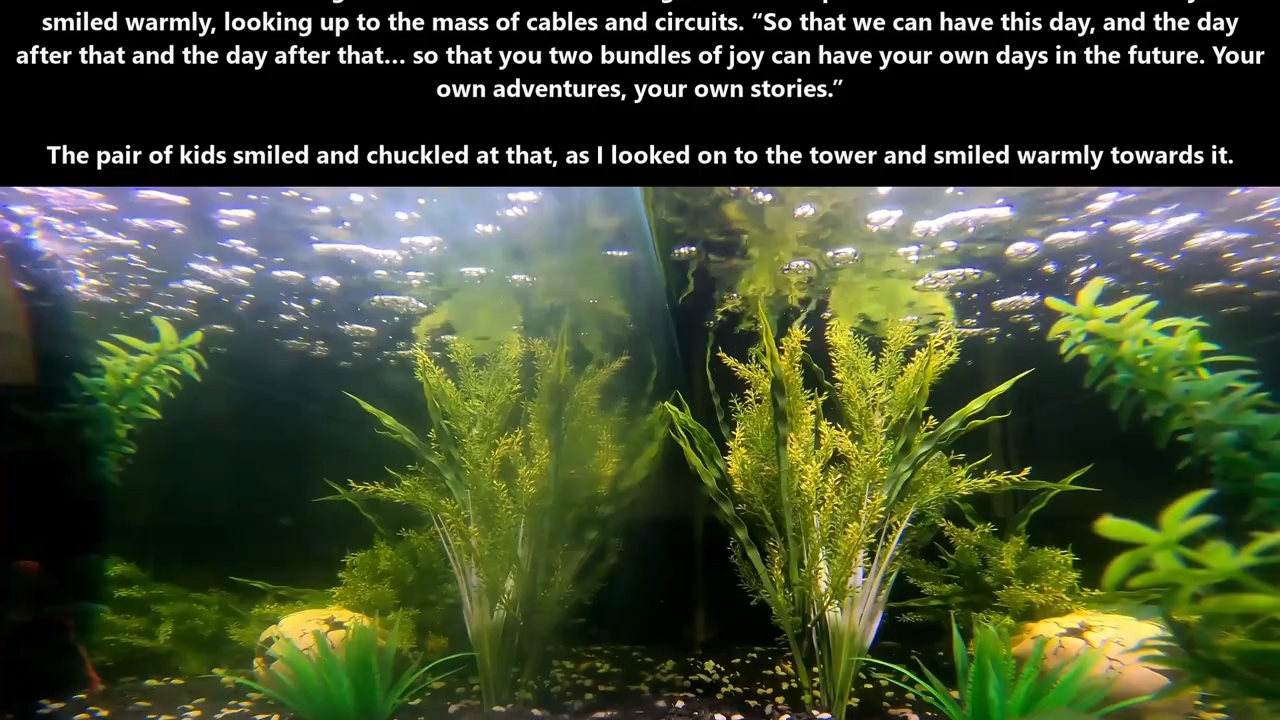 smiled warmly, looking up to the mass of cables and circuits. “So that we can have this day, and the day
after that and the day after that... so that you two bundles of joy can have your own days in the future. Your
own adventures, your own stories.”
The pair of kids smiled and chuckled at that, as I looked on to the tower and smiled warmly towards it.